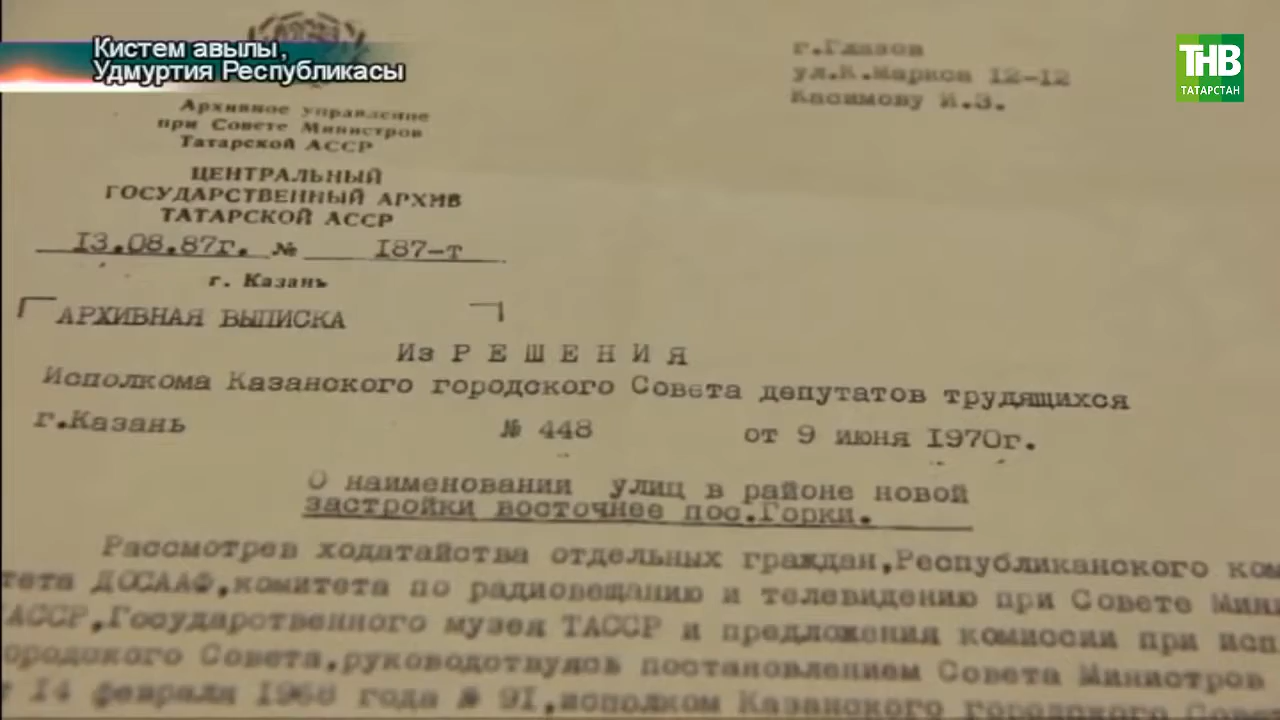 Кистем авылы,
Удмуртия Республикасы
ТНВ
ТАТАРСТАН
г.Глазов
ул.К.Маркса 12-12
Касимову И.З.
Архивное управление
при Совете Министров
Татарской АССР
ЦЕНТРАЛЬНЫЙ
ГОСУДАРСТВЕННЫЙ АРХИВ
ТАТАРСКОЙ АССР
13.08.87г. № 187-т
г. Казань
АРХИВНАЯ ВЫПИСКА
Из Р Е Ш Е Н И Я
Исполкома Казанского городского Совета депутатов трудящихся
г.Казань № 448 от 9 июня 1970г.
О наименовании улиц в районе новой
застройки восточнее пос.Горки.
Рассмотрев ходатайства отдельных граждан,Республиканского ком
тета ДОСААФ,комитета по радиовещанию и телевидению при Совете Мини
ТАССР,Государственного музея ТАССР и предложения комиссии при исп
ородского Совета,руководствуясь постановлением Совета Министров
т 14 февраля 1968 года № 91,исполком Казанского городского Совет